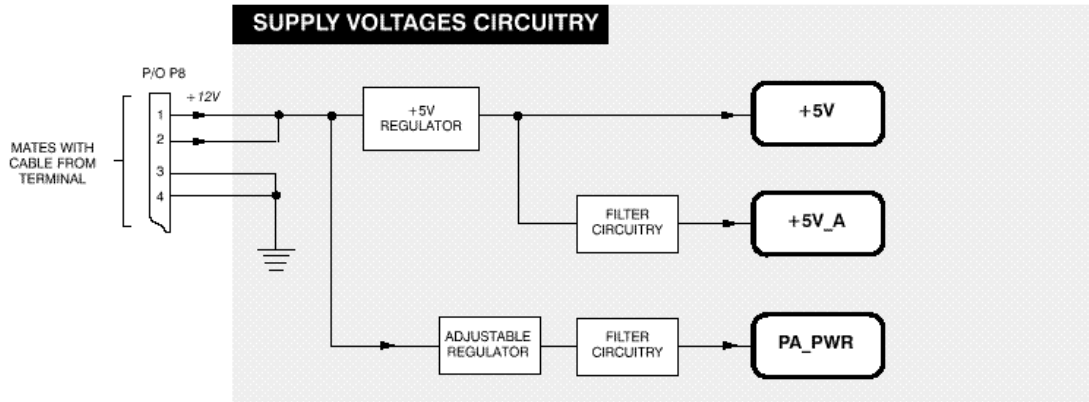 SUPPLY VOLTAGES CIRCUITRY
P/O P8
+12V
1
2
3
4
MATES WITH
CABLE FROM
TERMINAL
+5V
REGULATOR
+5V
FILTER
CIRCUITRY
+5V_A
ADJUSTABLE
REGULATOR
FILTER
CIRCUITRY
PA_PWR